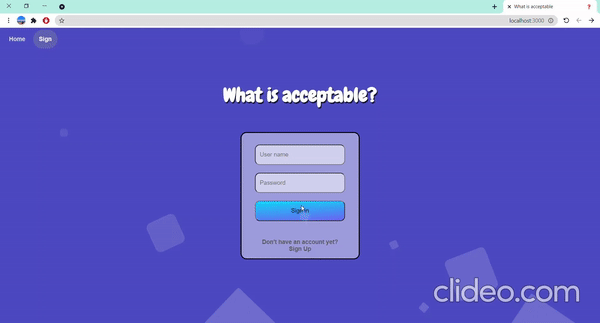 What is acceptable
localhost:3000
Home
Sign
What is acceptable?
User name
Password
Sign In
Don't have an account yet?
Sign Up
clideo.com